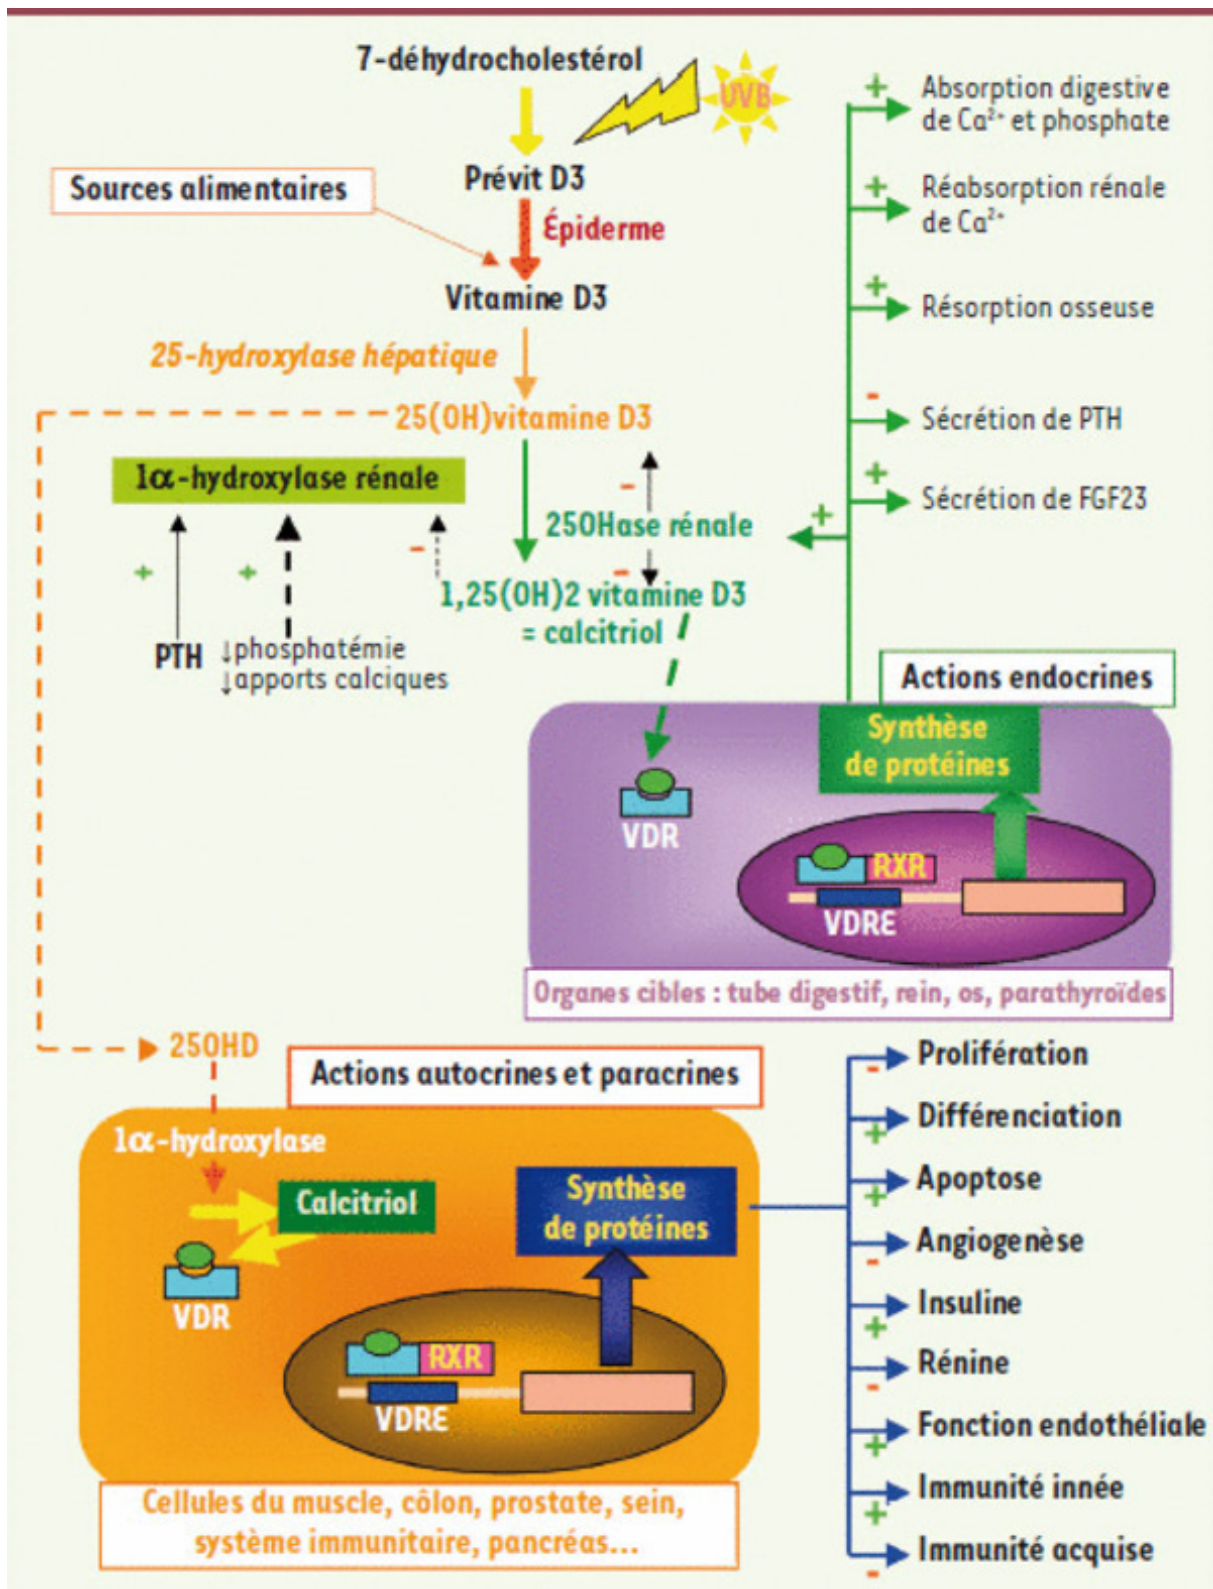 7-déhydrocholestérol
UVB
Prévit D3
Sources alimentaires
Épiderme
Vitamine D3
25-hydroxylase hépatique
25(OH)vitamine D3
1α-hydroxylase rénale
-
25OHase rénale
+
+
-
-
1,25(OH)2 vitamine D3
= calcitriol
PTH
↓phosphatémie
↓apports calciques
+
Absorption digestive
de Ca²⁺ et phosphate
+
Réabsorption rénale
de Ca²⁺
+
Résorption osseuse
-
Sécrétion de PTH
+
Sécrétion de FGF23
+
Actions endocrines
Synthèse
de protéines
VDR
RXR
VDRE
Organes cibles : tube digestif, rein, os, parathyroïdes
25OHD
Actions autocrines et paracrines
1α-hydroxylase
Calcitriol
Synthèse
de protéines
VDR
RXR
VDRE
Cellules du muscle, côlon, prostate, sein,
système immunitaire, pancréas...
Prolifération
-
Différenciation
+
Apoptose
+
Angiogenèse
-
Insuline
+
Rénine
-
Fonction endothéliale
+
Immunité innée
+
Immunité acquise
-